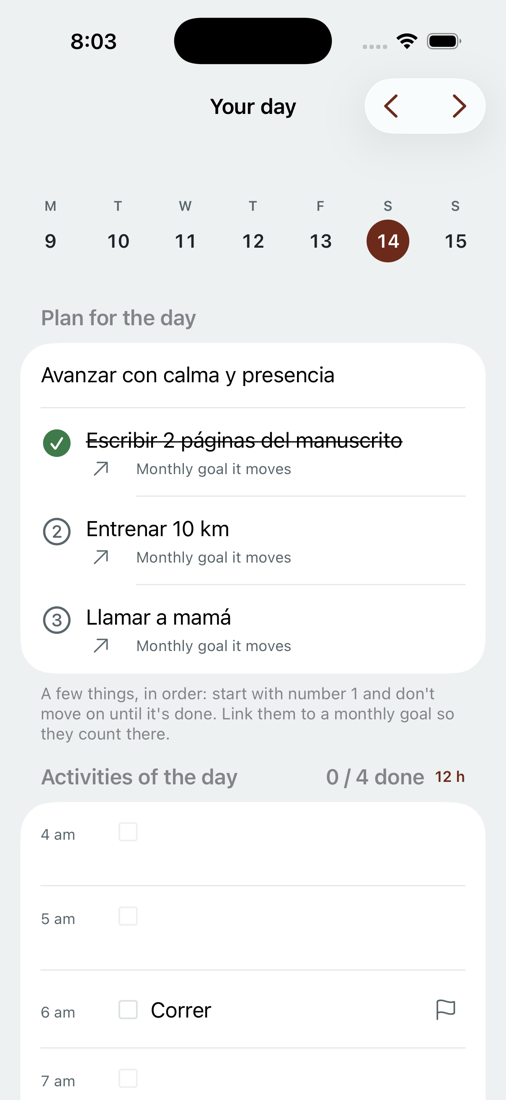 8:03
Your day
M T W T F S S
9 10 11 12 13 14 15
Plan for the day
Avanzar con calma y presencia
Escribir 2 páginas del manuscrito
Monthly goal it moves
2 Entrenar 10 km
Monthly goal it moves
3 Llamar a mamá
Monthly goal it moves
A few things, in order: start with number 1 and don't
move on until it's done. Link them to a monthly goal so
they count there.
Activities of the day 0 / 4 done 12 h
4 am
5 am
6 am Correr
7 am